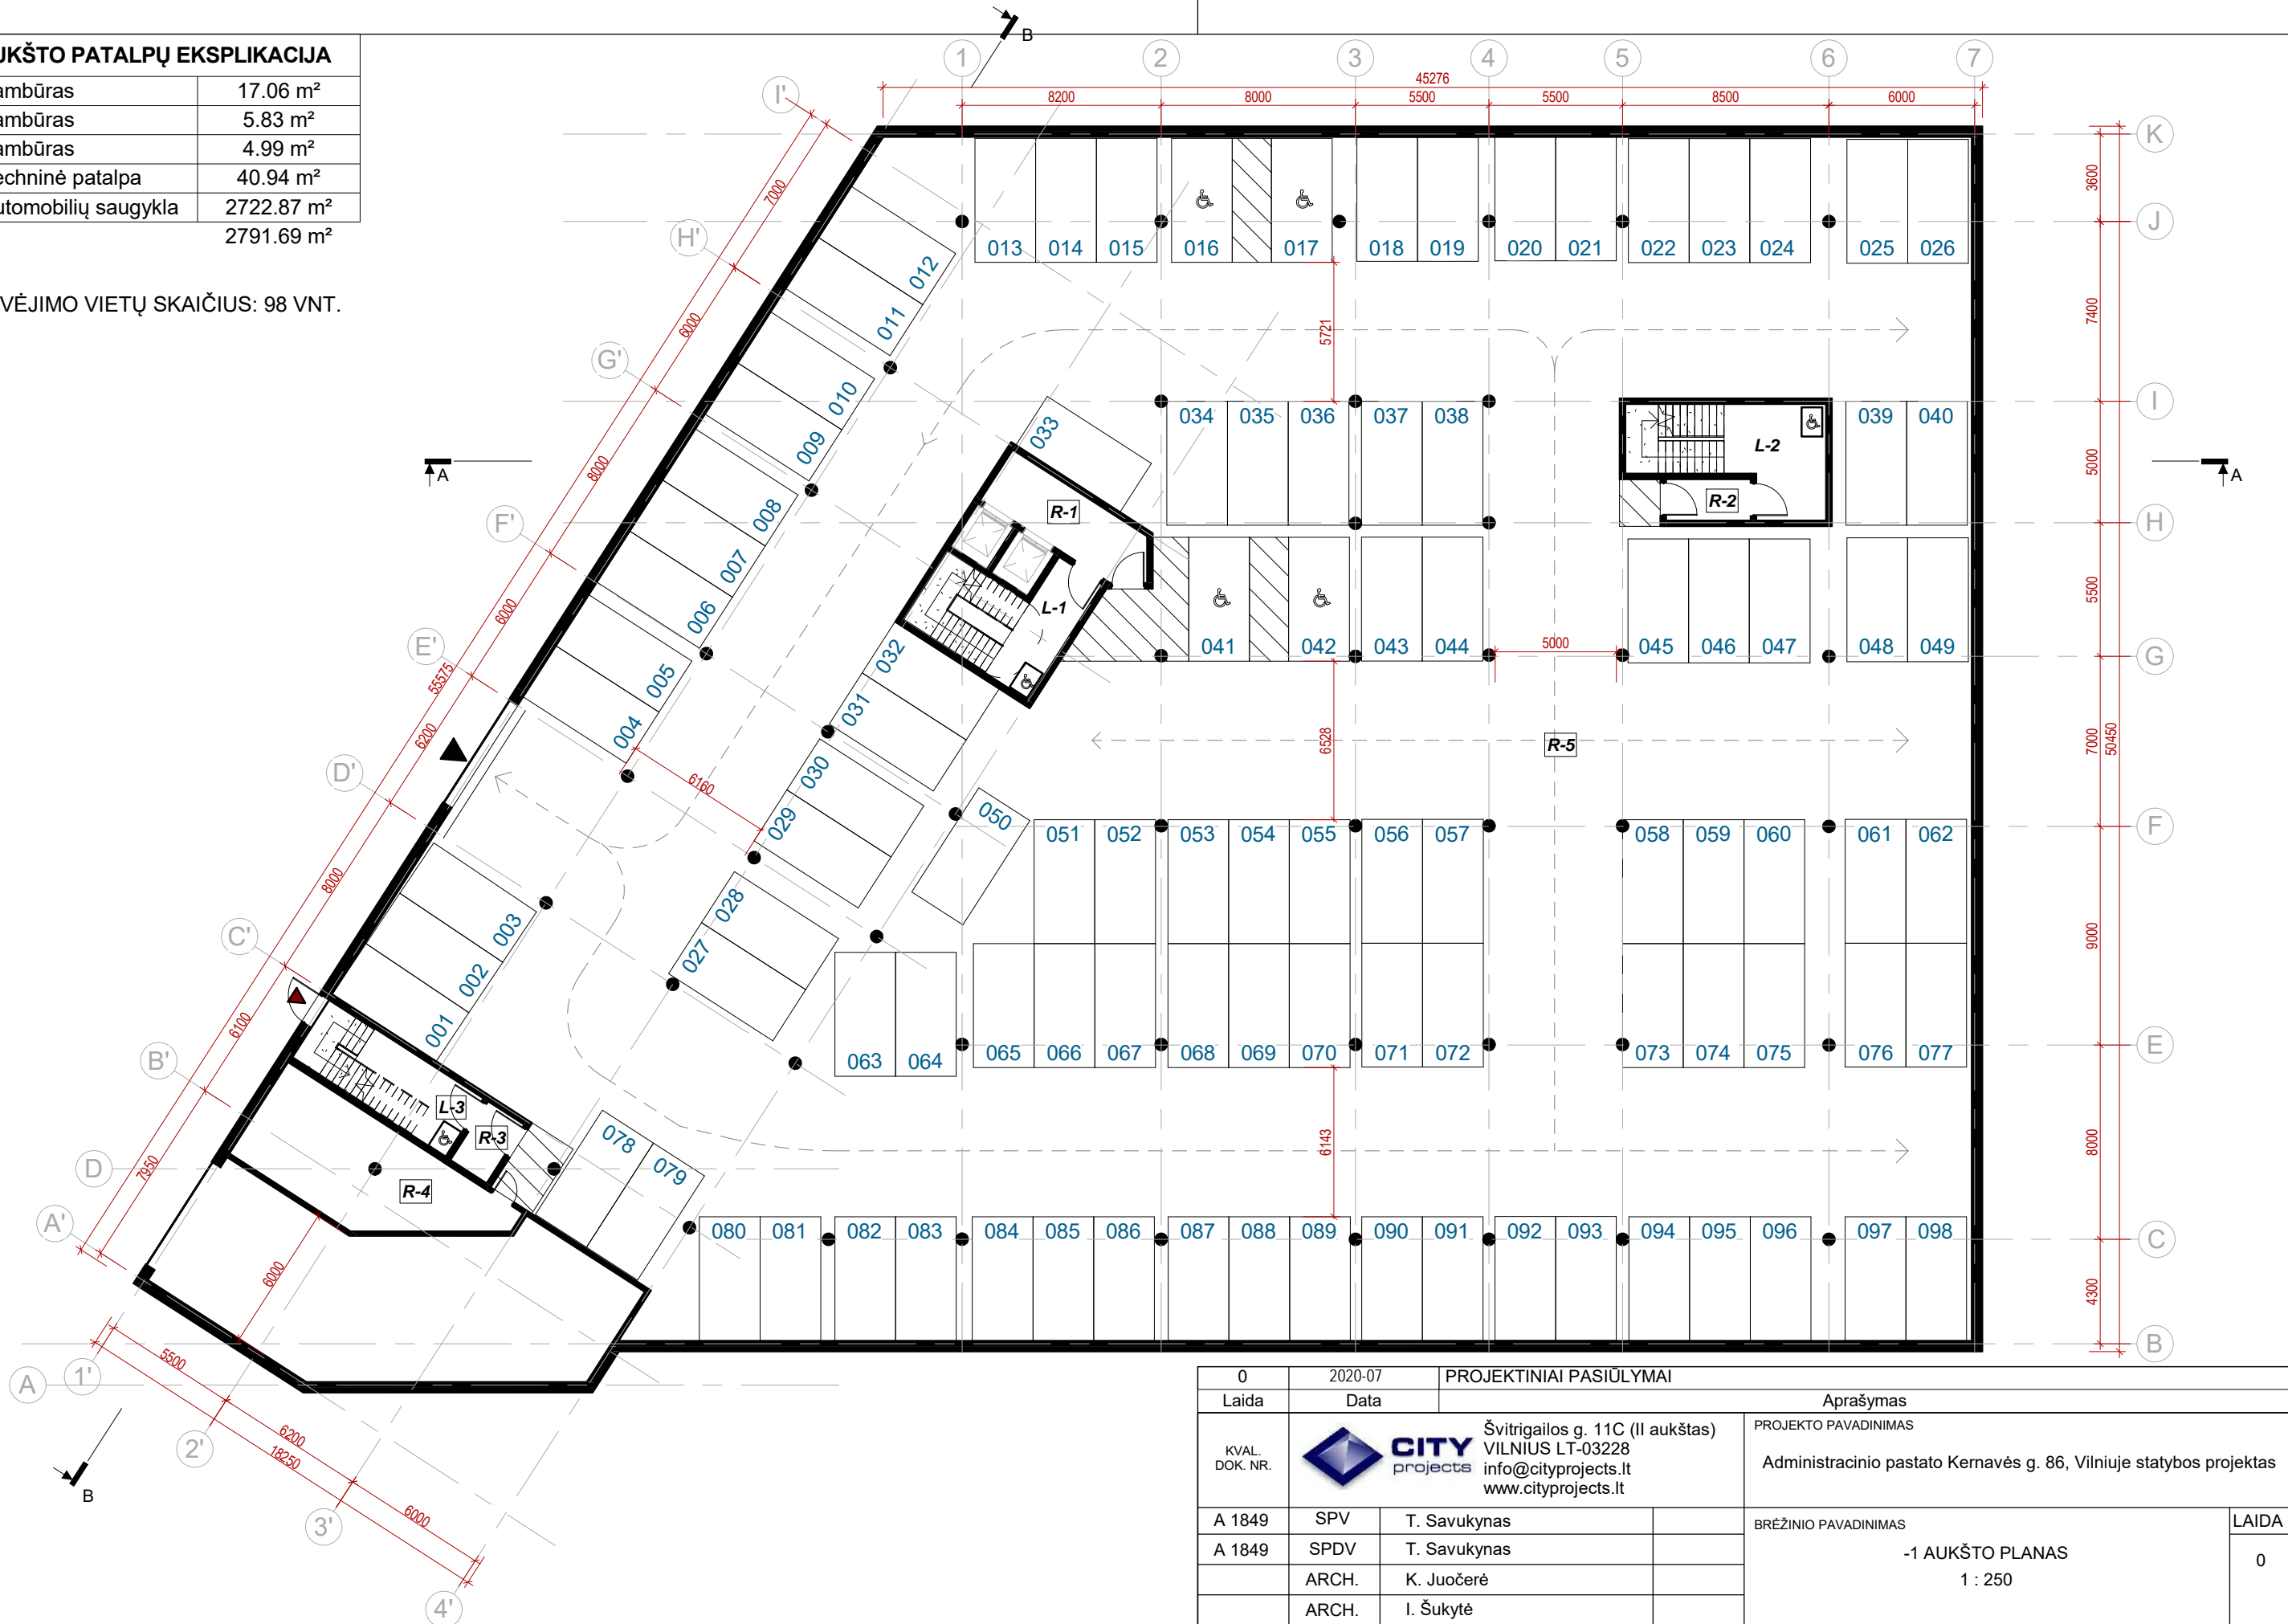 UKŠTO PATALPŲ EKSPLIKACIJA
ambūras 17.06 m²
ambūras 5.83 m²
ambūras 4.99 m²
echninė patalpa 40.94 m²
utomobilių saugykla 2722.87 m²
2791.69 m²
VĖJIMO VIETŲ SKAIČIUS: 98 VNT.
B
1 2 3 4 5 6 7
45276
8200 8000 5500 5500 8500 6000
I' H' G' F' E' D' C' B' A'
7000 6000 8000 6000 6200 8000 6100 7950
55575
K J I H G F E C B
3600 7400 5000 5500 7000 9000 8000 4300
50450
A A
013 014 015 016 017 018 019 020 021 022 023 024 025 026
012
011
010
009
008
007
006
005
004
003
002
001
5721
033
034 035 036 037 038 039 040
L-2
R-2
R-1
L-1
041 042 043 044 045 046 047 048 049
5000
032
031
030
029
028
027
6160
6528
R-5
050
051 052 053 054 055 056 057 058 059 060 061 062
063 064 065 066 067 068 069 070 071 072 073 074 075 076 077
6143
L-3
R-3
R-4
078
079
080 081 082 083 084 085 086 087 088 089 090 091 092 093 094 095 096 097 098
D
A
6000
1' 2' 3' 4'
5500 6200 6000
18250
B
0 2020-07 PROJEKTINIAI PASIŪLYMAI
Laida Data Aprašymas
KVAL.
DOK. NR.
CITY
projects
Švitrigailos g. 11C (II aukštas)
VILNIUS LT-03228
info@cityprojects.lt
www.cityprojects.lt
PROJEKTO PAVADINIMAS
Administracinio pastato Kernavės g. 86, Vilniuje statybos projektas
A 1849 SPV T. Savukynas
A 1849 SPDV T. Savukynas
ARCH. K. Juočerė
ARCH. I. Šukytė
BRĖŽINIO PAVADINIMAS
-1 AUKŠTO PLANAS
1 : 250
LAIDA
0